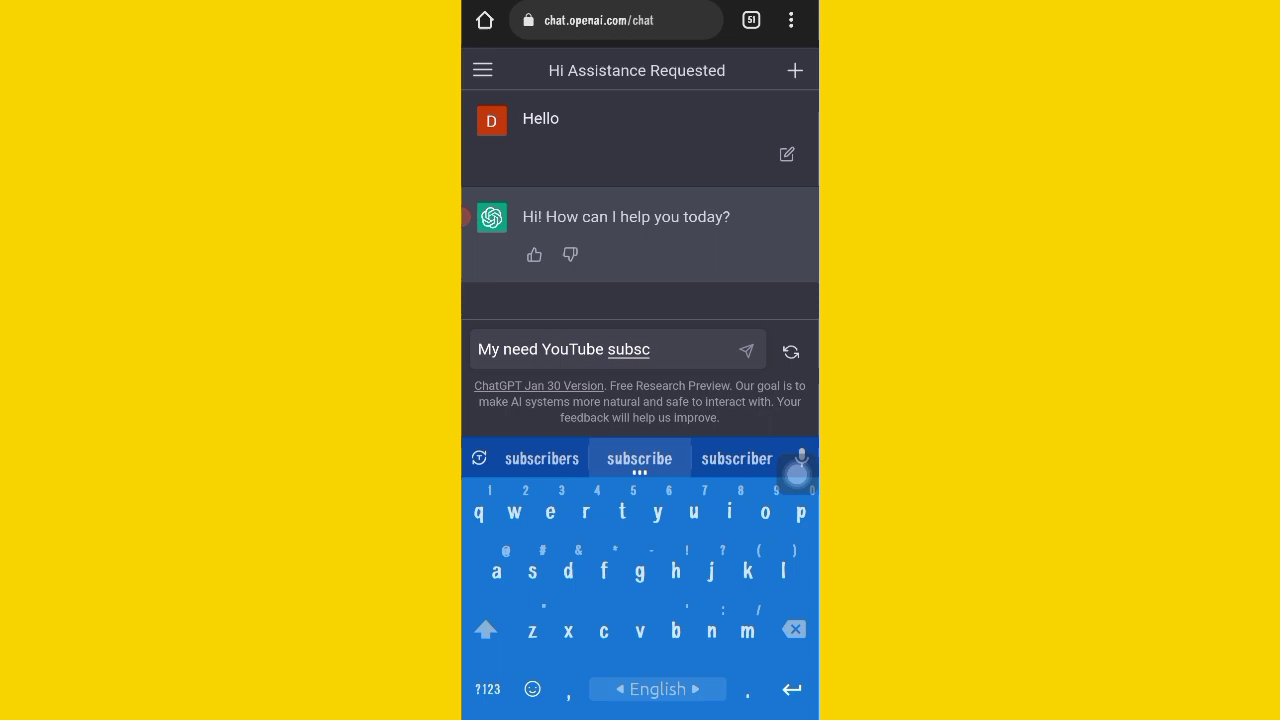 chat.openai.com/chat
51
Hi Assistance Requested
D
Hello
Hi! How can I help you today?
My need YouTube subsc
ChatGPT Jan 30 Version. Free Research Preview. Our goal is to
make AI systems more natural and safe to interact with. Your
feedback will help us improve.
subscribers subscribe subscriber
1 2 3 4 5 6 7 8 9 0
q w e r t y u i o p
@ # & * - ! ? ( )
a s d f g h j k l
" ' : /
z x c v b n m
?123 , English .